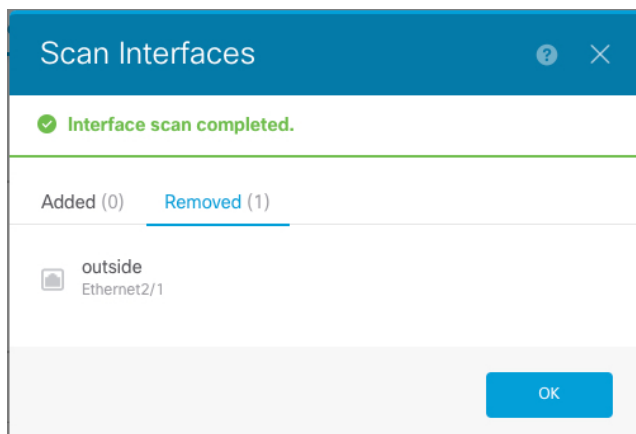 Scan Interfaces
Interface scan completed.
Added (0) Removed (1)
outside
Ethernet2/1
OK